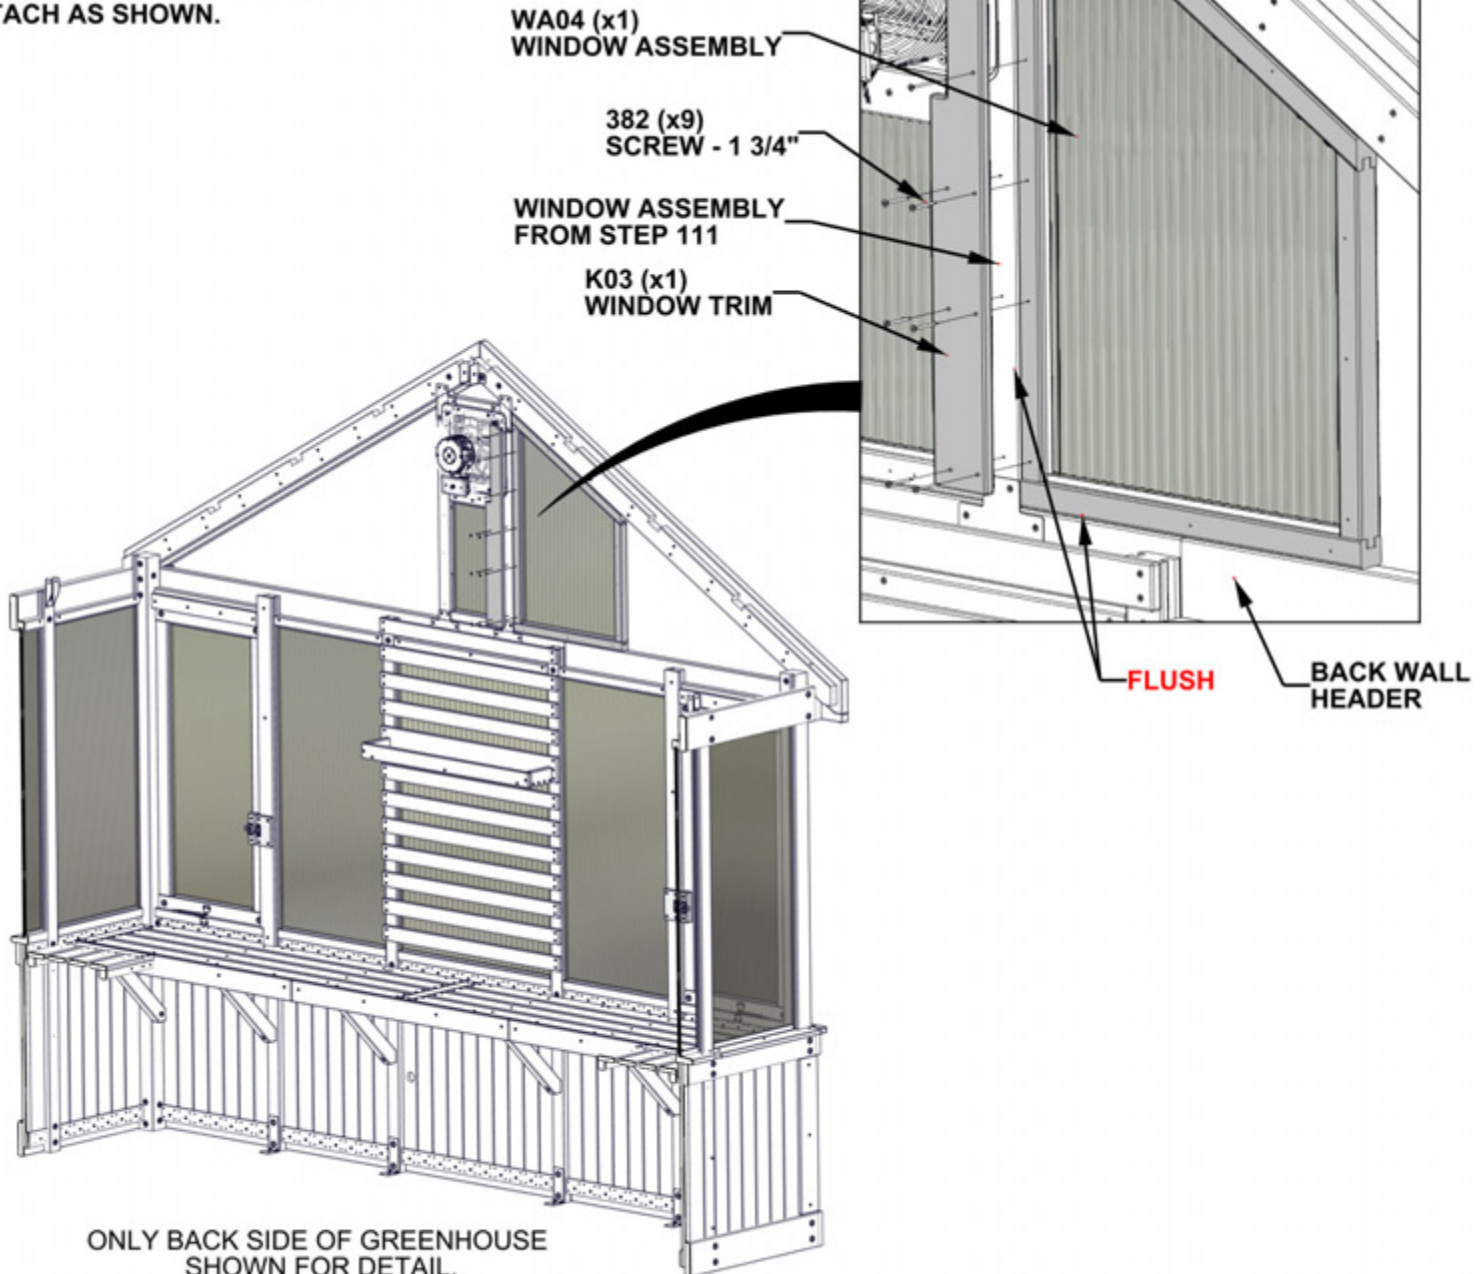 ATTACH AS SHOWN.
WA04 (x1)
WINDOW ASSEMBLY
382 (x9)
SCREW - 1 3/4"
WINDOW ASSEMBLY
FROM STEP 111
K03 (x1)
WINDOW TRIM
FLUSH
BACK WALL
HEADER
ONLY BACK SIDE OF GREENHOUSE
SHOWN FOR DETAIL.